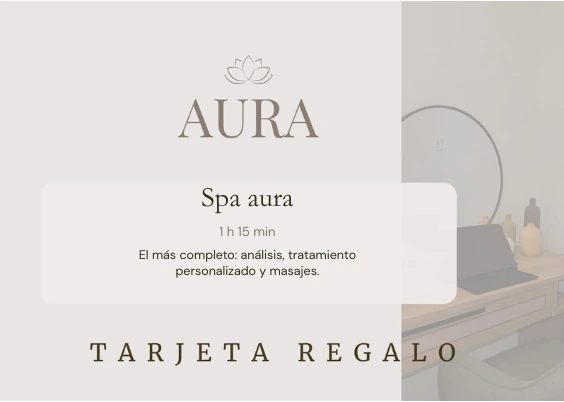 AURA
Spa aura
1 h 15 min
El más completo: análisis, tratamiento
personalizado y masajes.
TARJETA REGALO